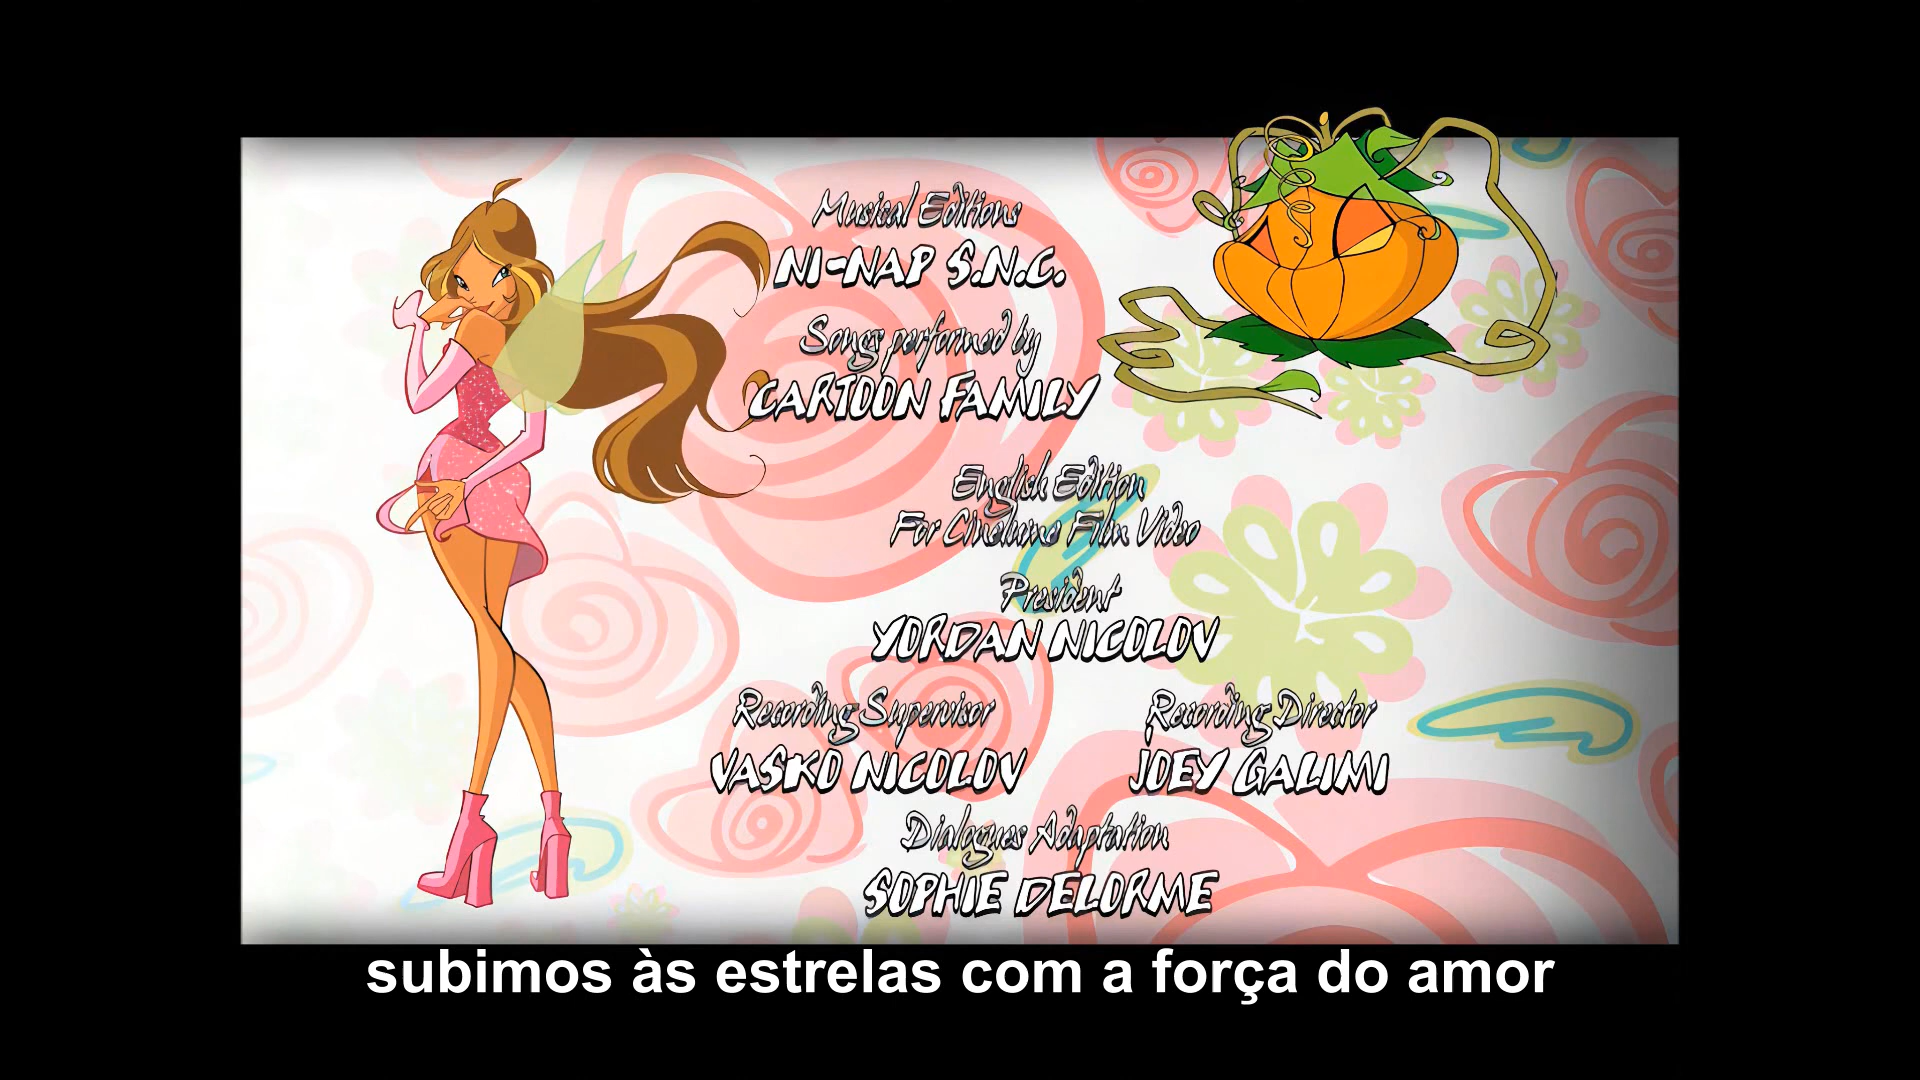 Musical Editions
NI-NAP S.N.C.
Songs performed by
CARTOON FAMILY
English Edition
For Cinelume Film Video
President
YORDAN NICOLOV
Recording Supervisor
VASKO NICOLOV
Recording Director
JOEY GALIMI
Dialogues Adaptation
SOPHIE DELORME
subimos às estrelas com a força do amor